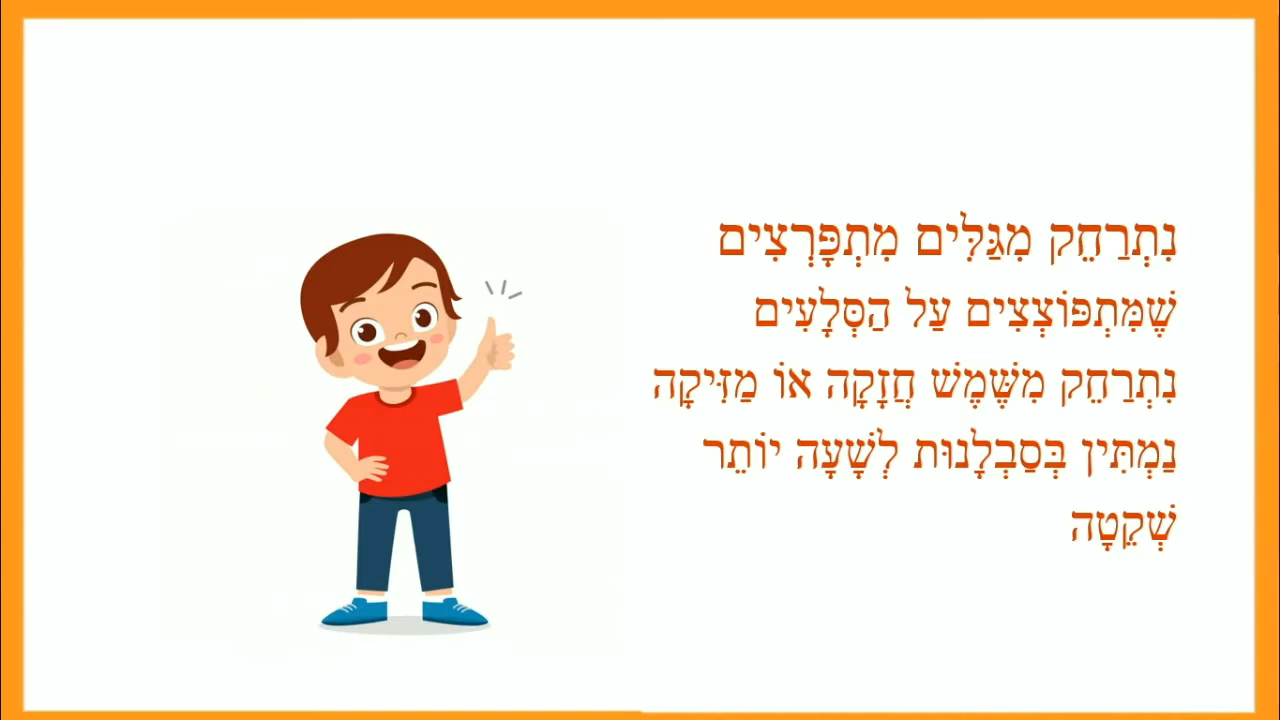 נִתְרַחֵק מִגַּלִּים מִתְפָּרְצִים
שֶׁמִּתְפּוֹצְצִים עַל הַסְּלָעִים
נִתְרַחֵק מִשֶּׁמֶשׁ חֲזָקָה אוֹ מַזִּיקָה
נַמְתִּין בְּסַבְלָנוּת לְשָׁעָה יוֹתֵר
שְׁקֵטָה